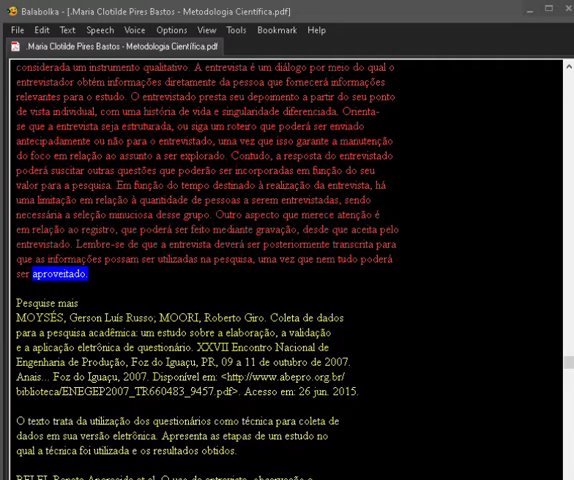 Balabolka - [.Maria Clotilde Pires Bastos - Metodologia Científica.pdf]
File Edit Text Speech Voice Options View Tools Bookmark Help
.Maria Clotilde Pires Bastos - Metodologia Científica.pdf
considerada um instrumento qualitativo. A entrevista é um diálogo por meio do qual o
entrevistador obtém informações diretamente da pessoa que fornecerá informações
relevantes para o estudo. O entrevistado presta seu depoimento a partir do seu ponto
de vista individual, com uma história de vida e singularidade diferenciada. Orienta-
se que a entrevista seja estruturada, ou siga um roteiro que poderá ser enviado
antecipadamente ou não para o entrevistado, uma vez que isso garante a manutenção
do foco em relação ao assunto a ser explorado. Contudo, a resposta do entrevistado
poderá suscitar outras questões que poderão ser incorporadas em função do seu
valor para a pesquisa. Em função do tempo destinado à realização da entrevista, há
uma limitação em relação à quantidade de pessoas a serem entrevistadas, sendo
necessária a seleção minuciosa desse grupo. Outro aspecto que merece atenção é
em relação ao registro, que poderá ser feito mediante gravação, desde que aceita pelo
entrevistado. Lembre-se de que a entrevista deverá ser posteriormente transcrita para
que as informações possam ser utilizadas na pesquisa, uma vez que nem tudo poderá
ser aproveitado.
Pesquise mais
MOYSÉS, Gerson Luís Russo; MOORI, Roberto Giro. Coleta de dados
para a pesquisa acadêmica: um estudo sobre a elaboração, a validação
e a aplicação eletrônica de questionário. XXVII Encontro Nacional de
Engenharia de Produção, Foz do Iguaçu, PR, 09 a 11 de outubro de 2007.
Anais... Foz do Iguaçu, 2007. Disponível em: <http://www.abepro.org.br/
biblioteca/ENEGEP2007_TR660483_9457.pdf>. Acesso em: 26 jun. 2015.
O texto trata da utilização dos questionários como técnica para coleta de
dados em sua versão eletrônica. Apresenta as etapas de um estudo no
qual a técnica foi utilizada e os resultados obtidos.